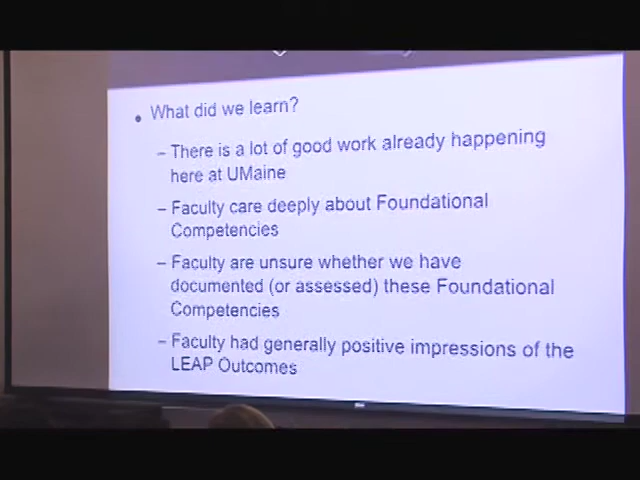 • What did we learn?
– There is a lot of good work already happening
here at UMaine
– Faculty care deeply about Foundational
Competencies
– Faculty are unsure whether we have
documented (or assessed) these Foundational
Competencies
– Faculty had generally positive impressions of the
LEAP Outcomes